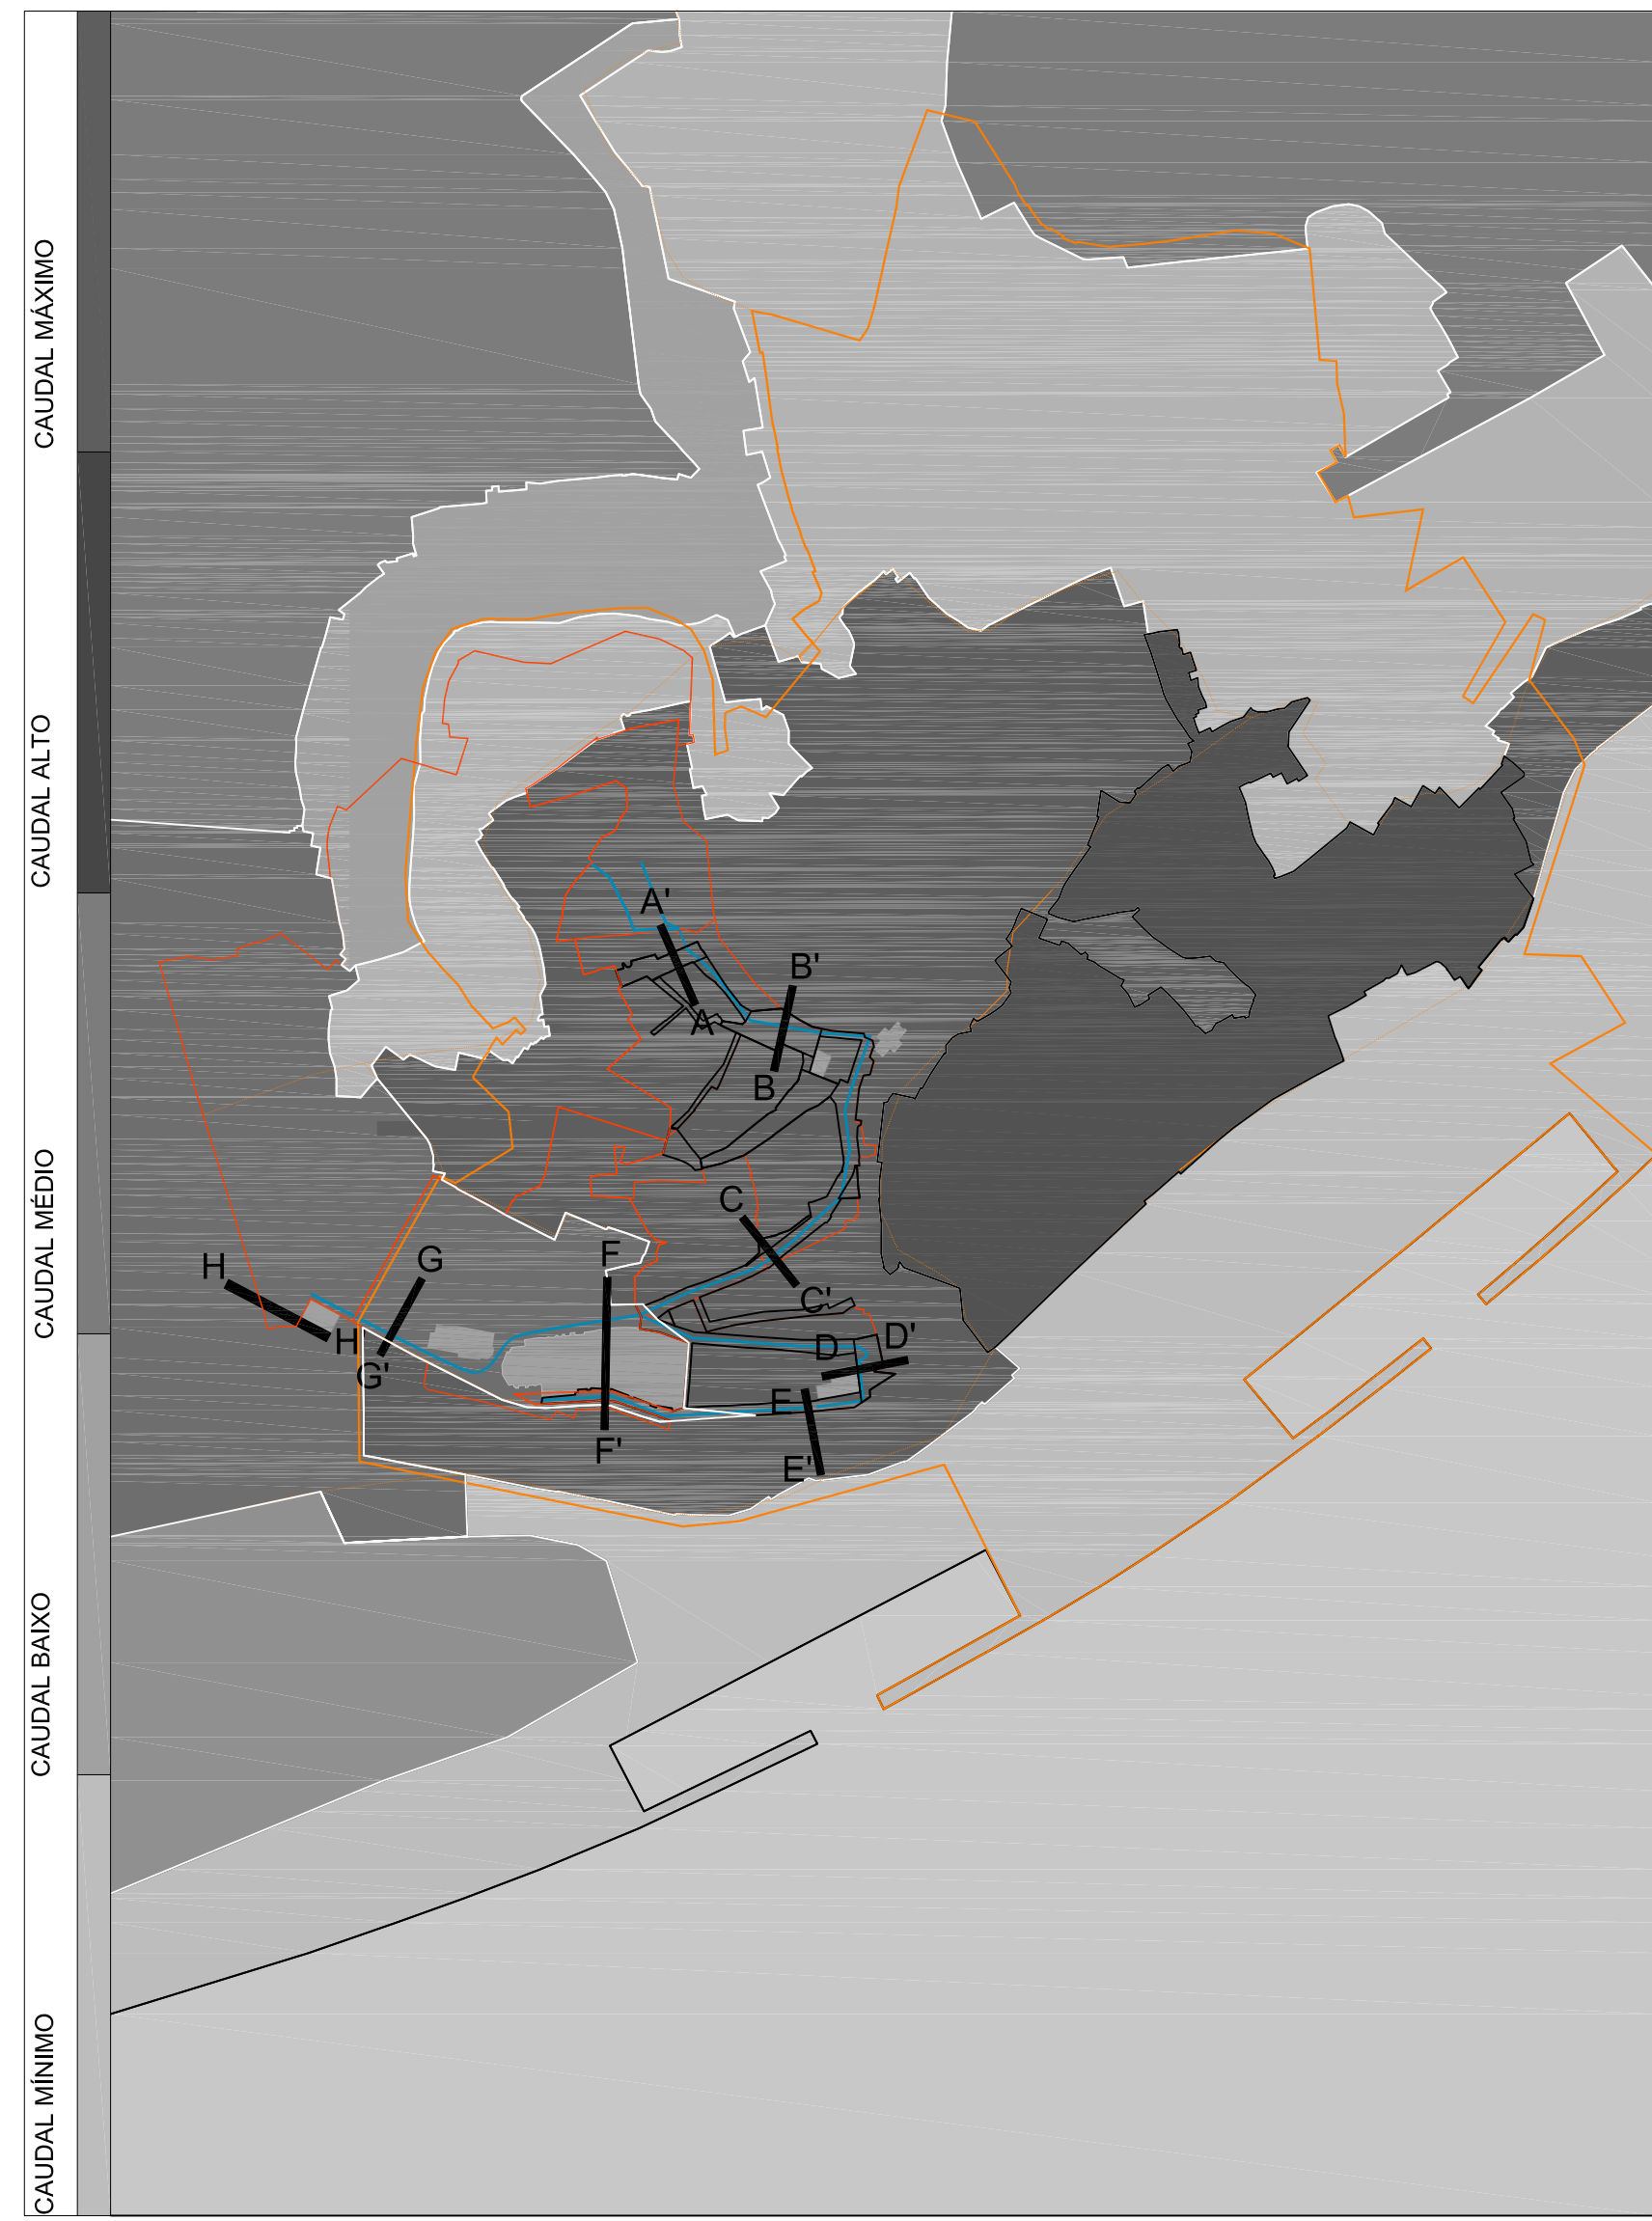 CAUDAL MÁXIMO
CAUDAL ALTO
CAUDAL MÉDIO
CAUDAL BAIXO
CAUDAL MÍNIMO
A'
A
B'
B
C
C'
D
D'
E
E'
F
F'
G
G'
H
H